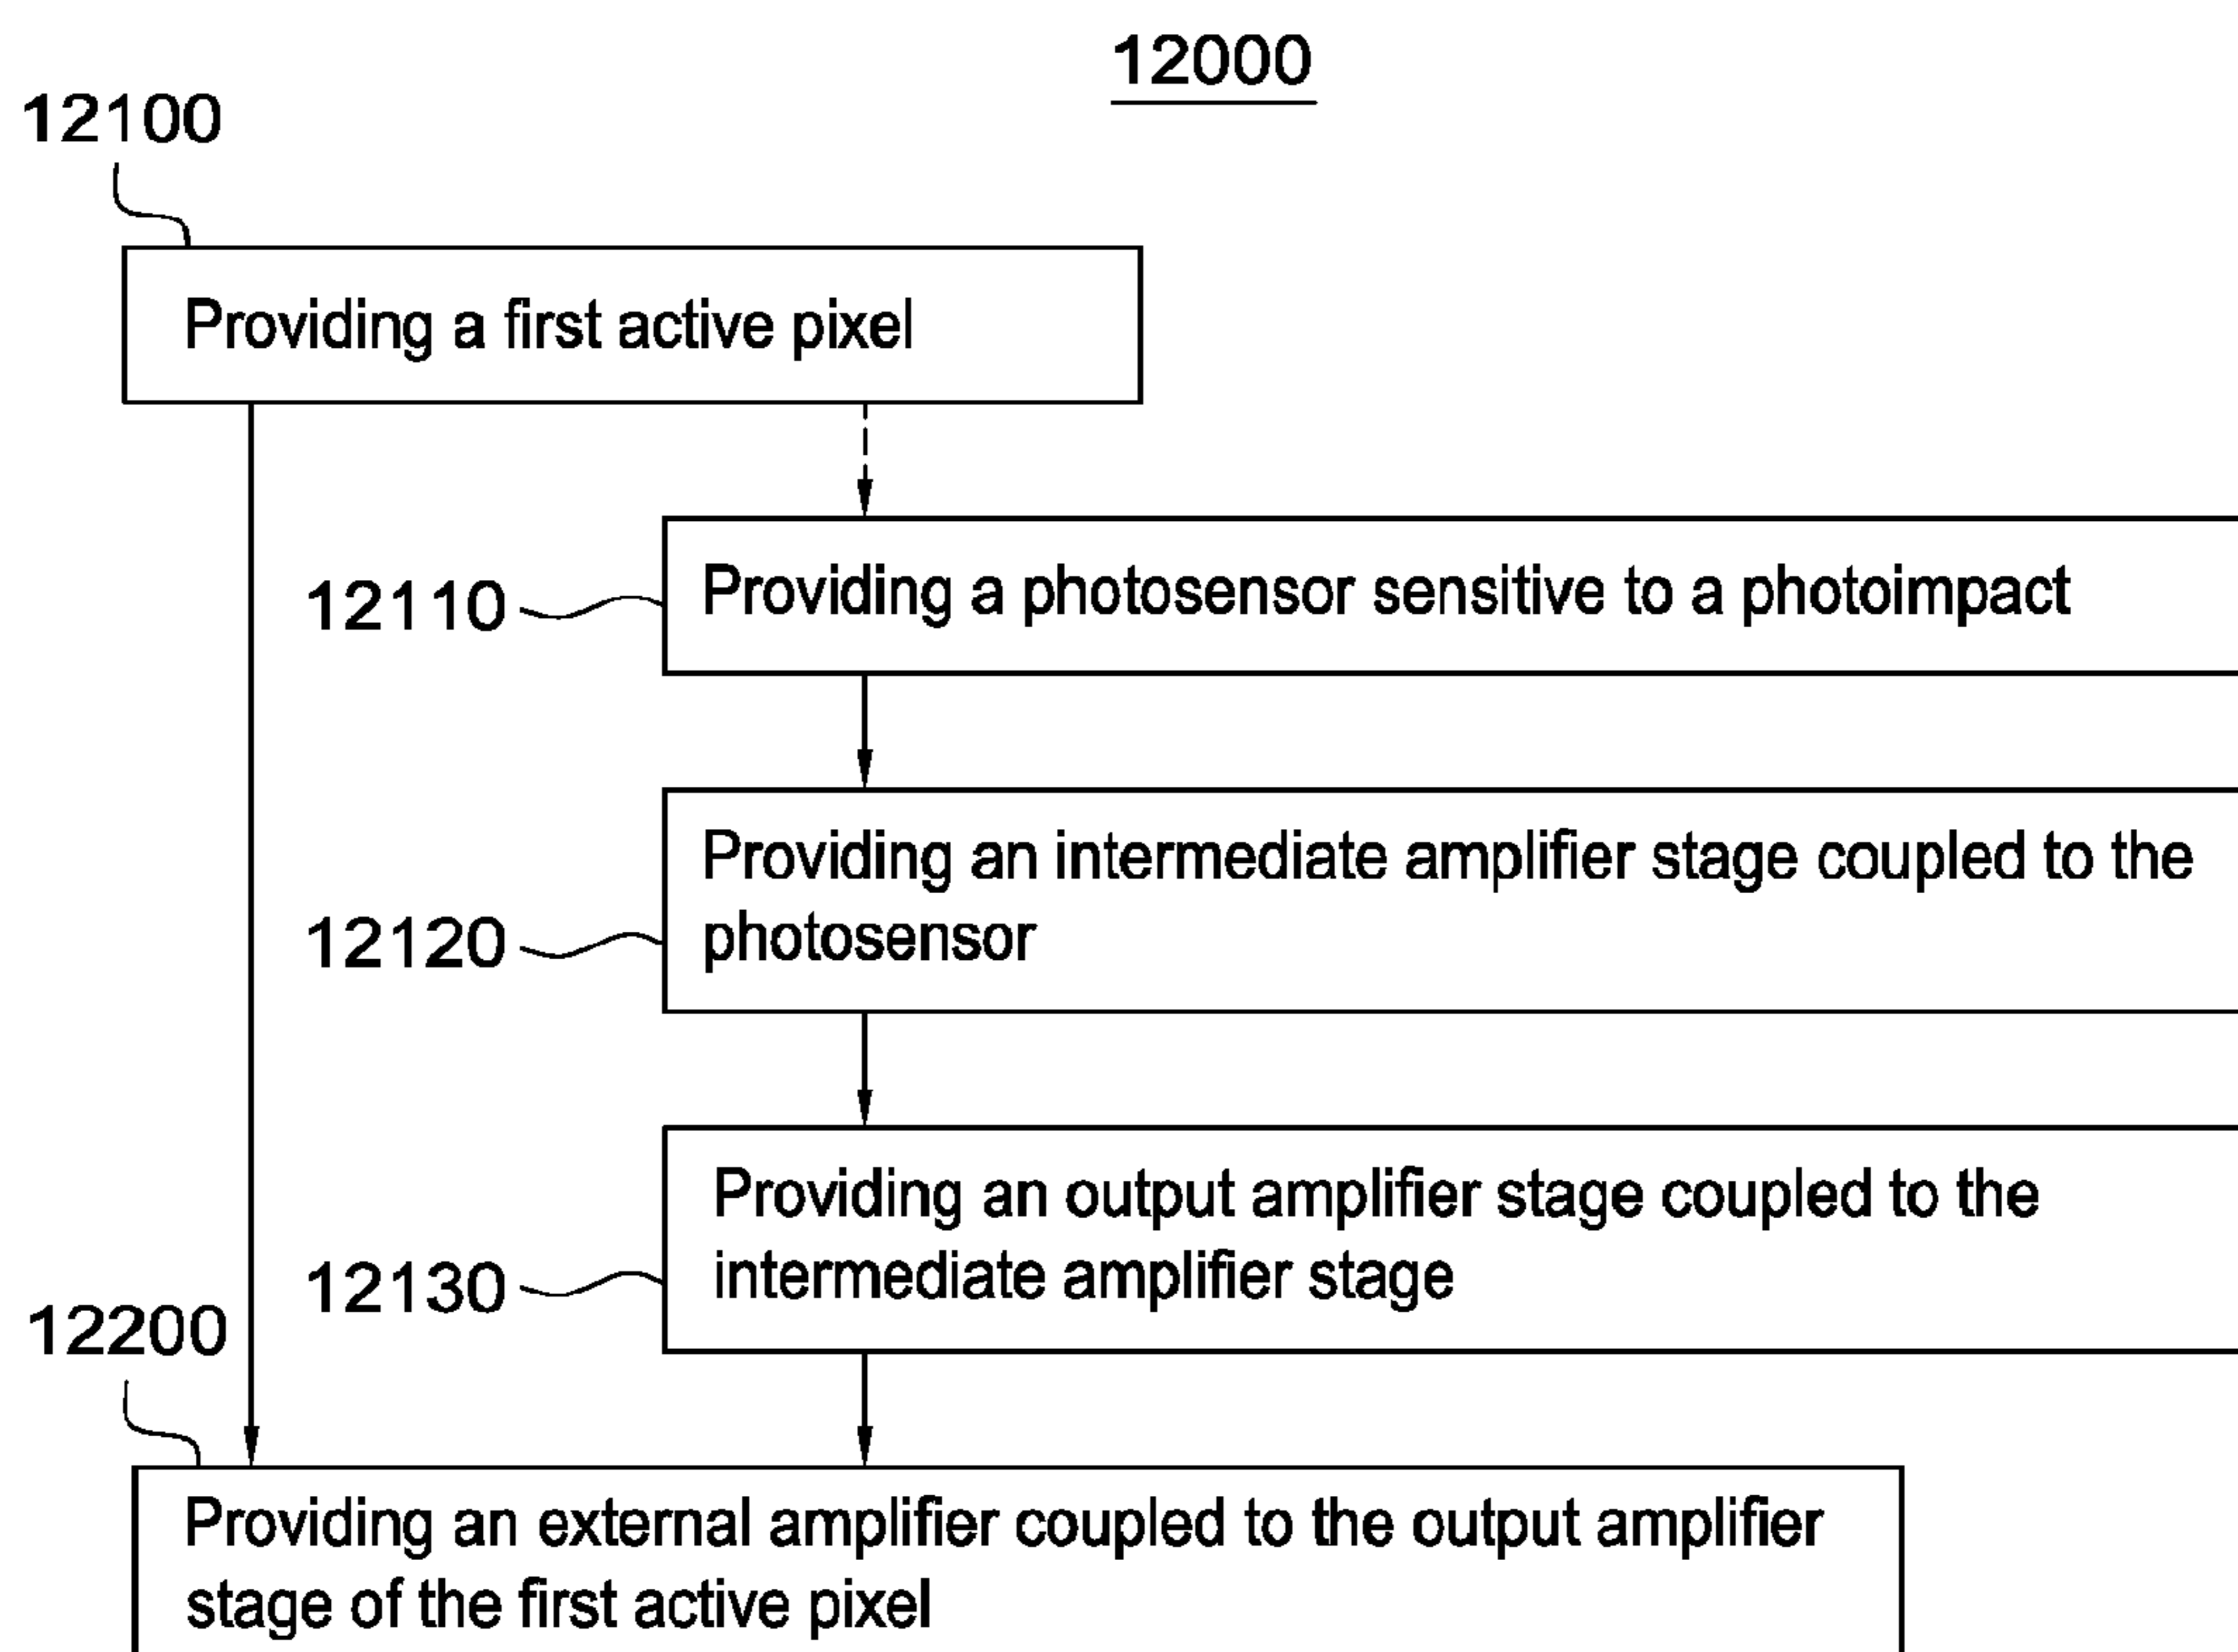 12000
12100
Providing a first active pixel
12110
Providing a photosensor sensitive to a photoimpact
12120
Providing an intermediate amplifier stage coupled to the
photosensor
12130
Providing an output amplifier stage coupled to the
intermediate amplifier stage
12200
Providing an external amplifier coupled to the output amplifier
stage of the first active pixel